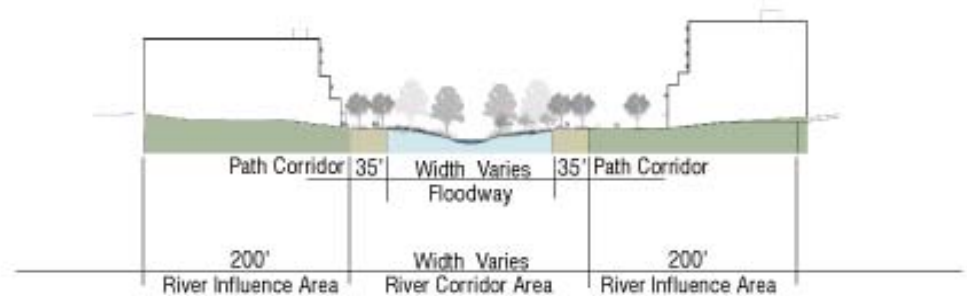 Path Corridor 35' Width Varies 35' Path Corridor
Floodway
200' Width Varies 200'
River Influence Area River Corridor Area River Influence Area